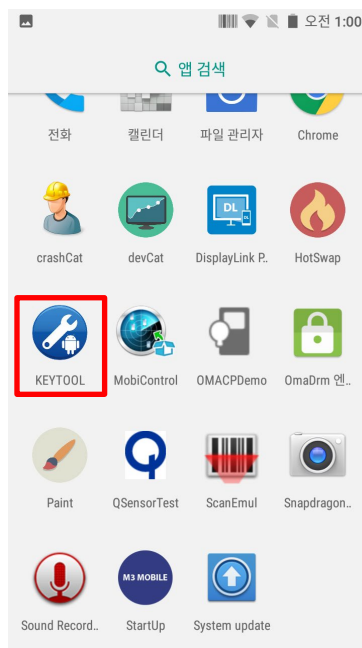 오전 1:00
앱 검색
전화 캘린더 파일 관리자 Chrome
DL
crashCat devCat DisplayLink P.. HotSwap
KEYTOOL MobiControl OMACPDemo OmaDrm 엔..
Paint QSensorTest ScanEmul Snapdragon..
M3 MOBILE
Sound Record.. StartUp System update